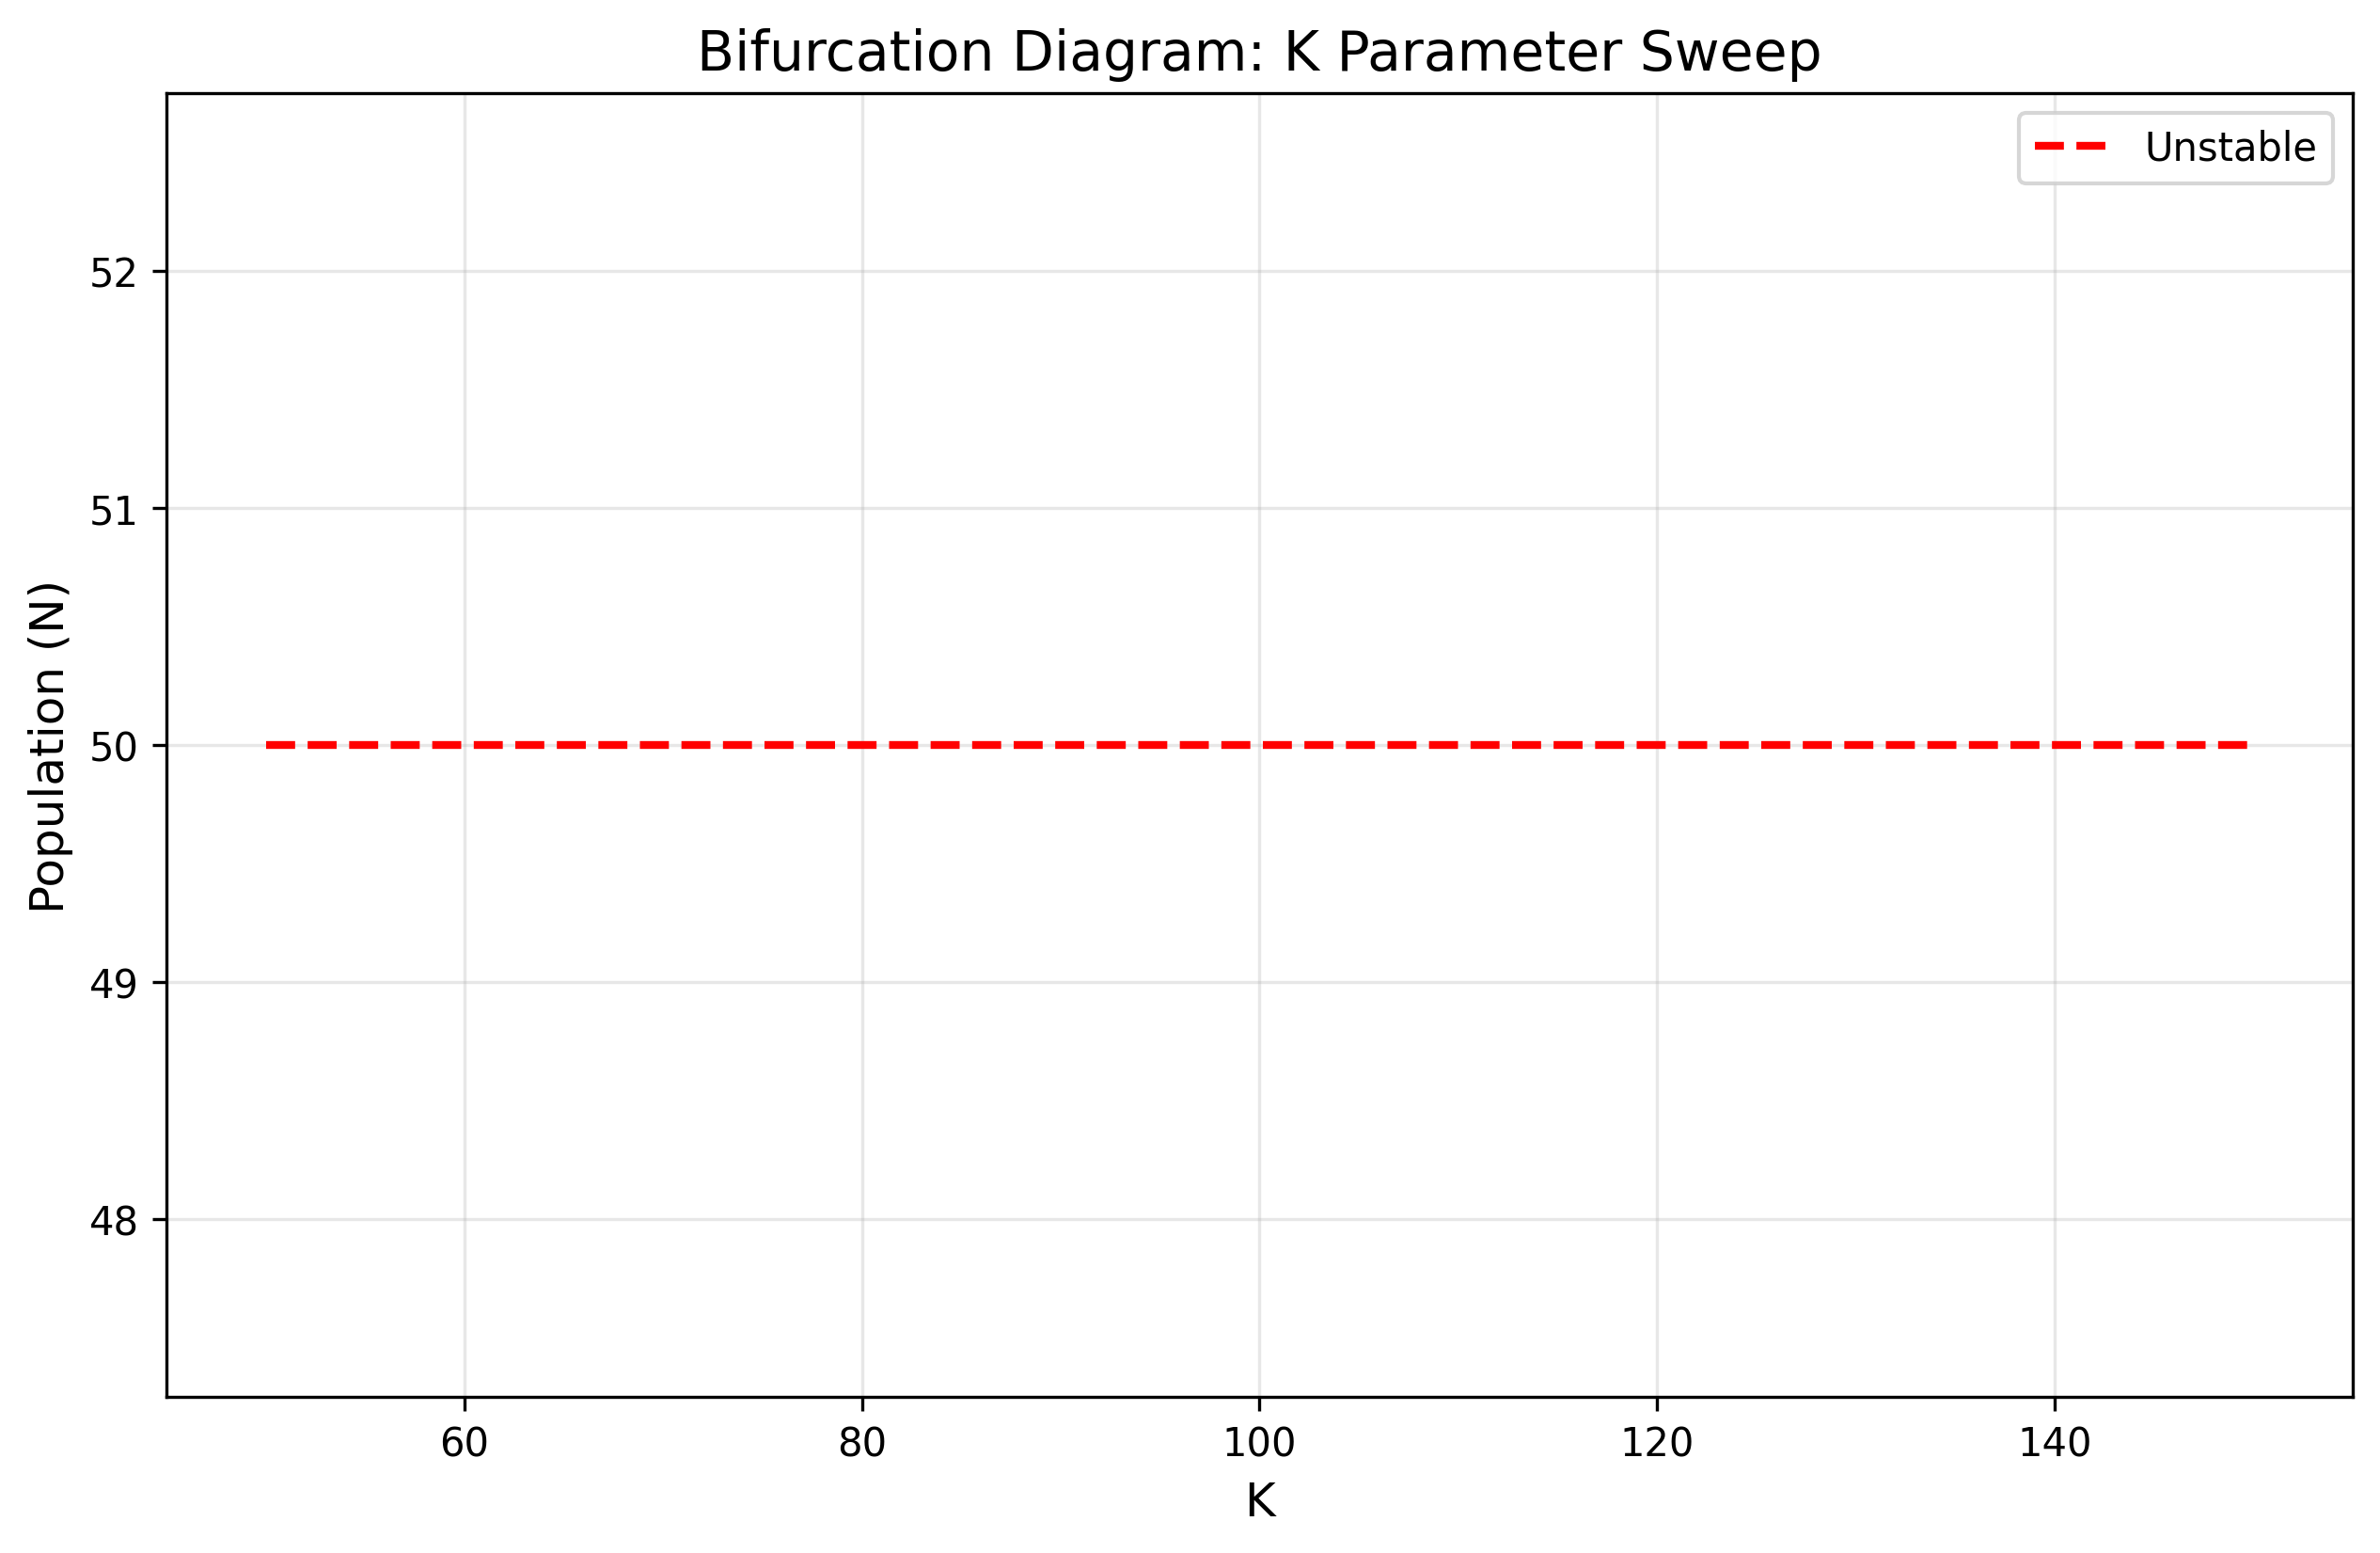 Bifurcation Diagram: K Parameter Sweep
Unstable
52
51
50
49
48
Population (N)
60 80 100 120 140
K